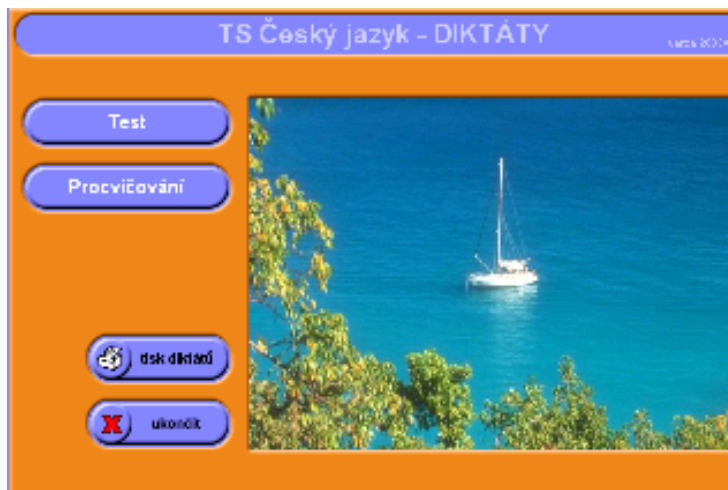 TS Český jazyk - DIKTÁTY
Test
Procvičování
tisk diktátů
ukončit